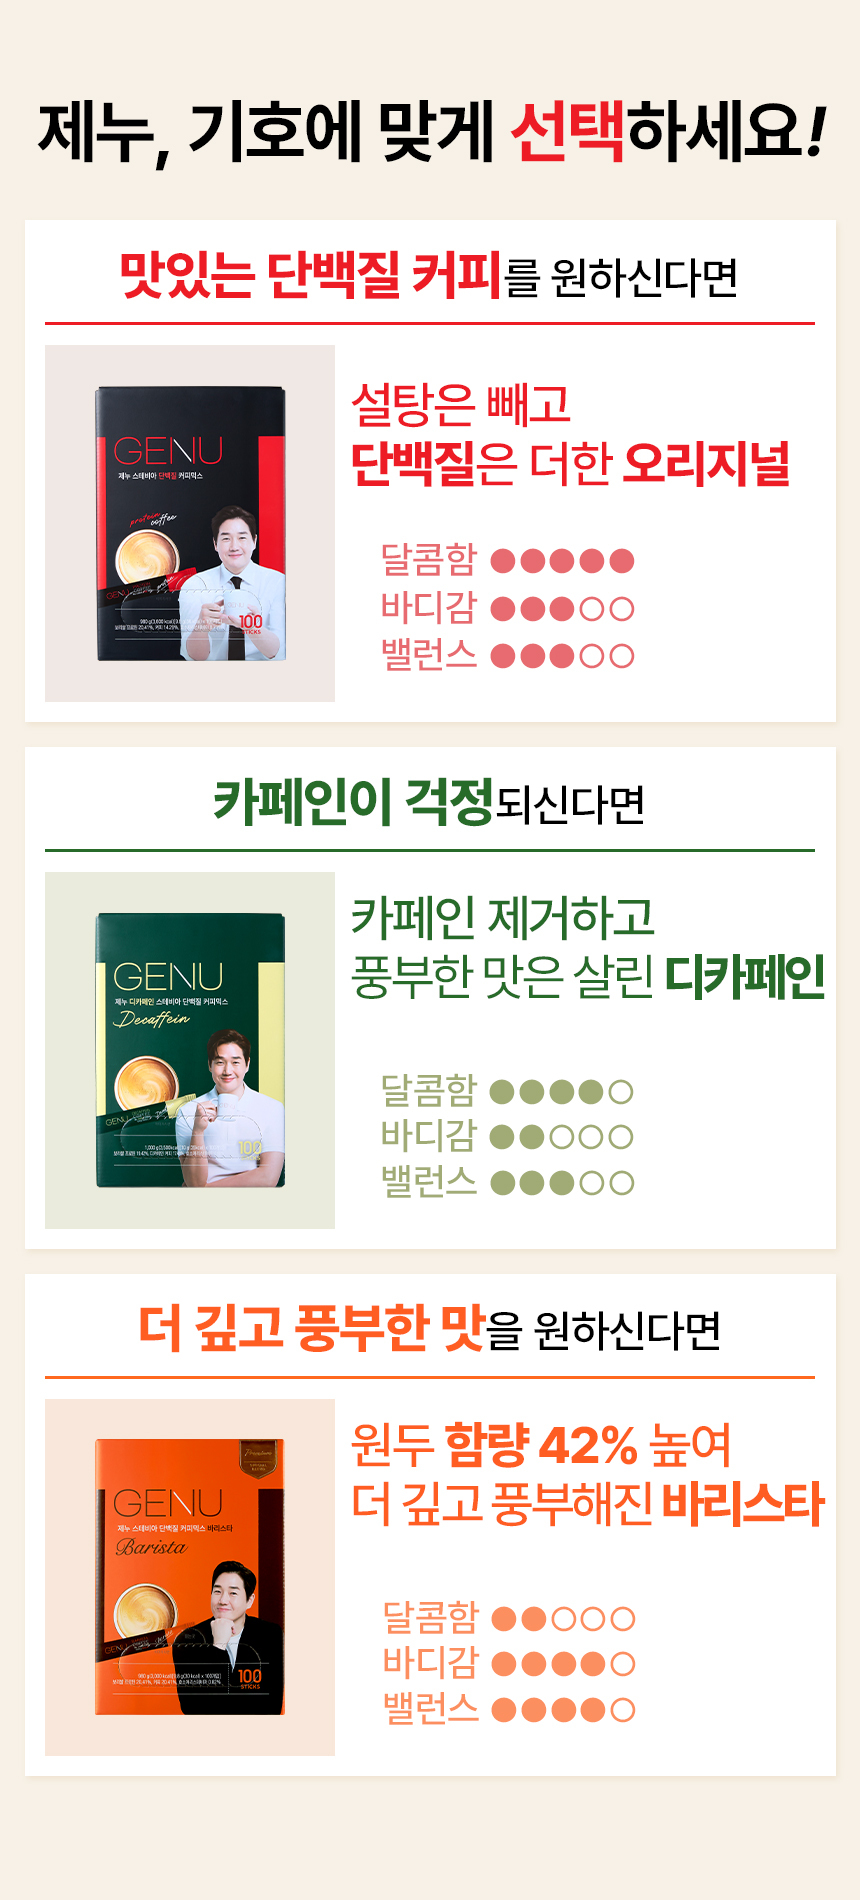 제누, 기호에 맞게 선택하세요!
맛있는 단백질 커피를 원하신다면
GENU
제누 스테비아 단백질 커피믹스
protein
coffee
100
STICKS
설탕은 빼고
단백질은 더한 오리지널
달콤함 ●●●●●
바디감 ●●●○○
밸런스 ●●●○○
카페인이 걱정되신다면
GENU
제누 디카페인 스테비아 단백질 커피믹스
Decaffein
100
카페인 제거하고
풍부한 맛은 살린 디카페인
달콤함 ●●●●○
바디감 ●●○○○
밸런스 ●●●○○
더 깊고 풍부한 맛을 원하신다면
GENU
제누 스테비아 단백질 커피믹스 바리스타
Barista
100
STICKS
원두 함량 42% 높여
더 깊고 풍부해진 바리스타
달콤함 ●●○○○
바디감 ●●●●○
밸런스 ●●●●○